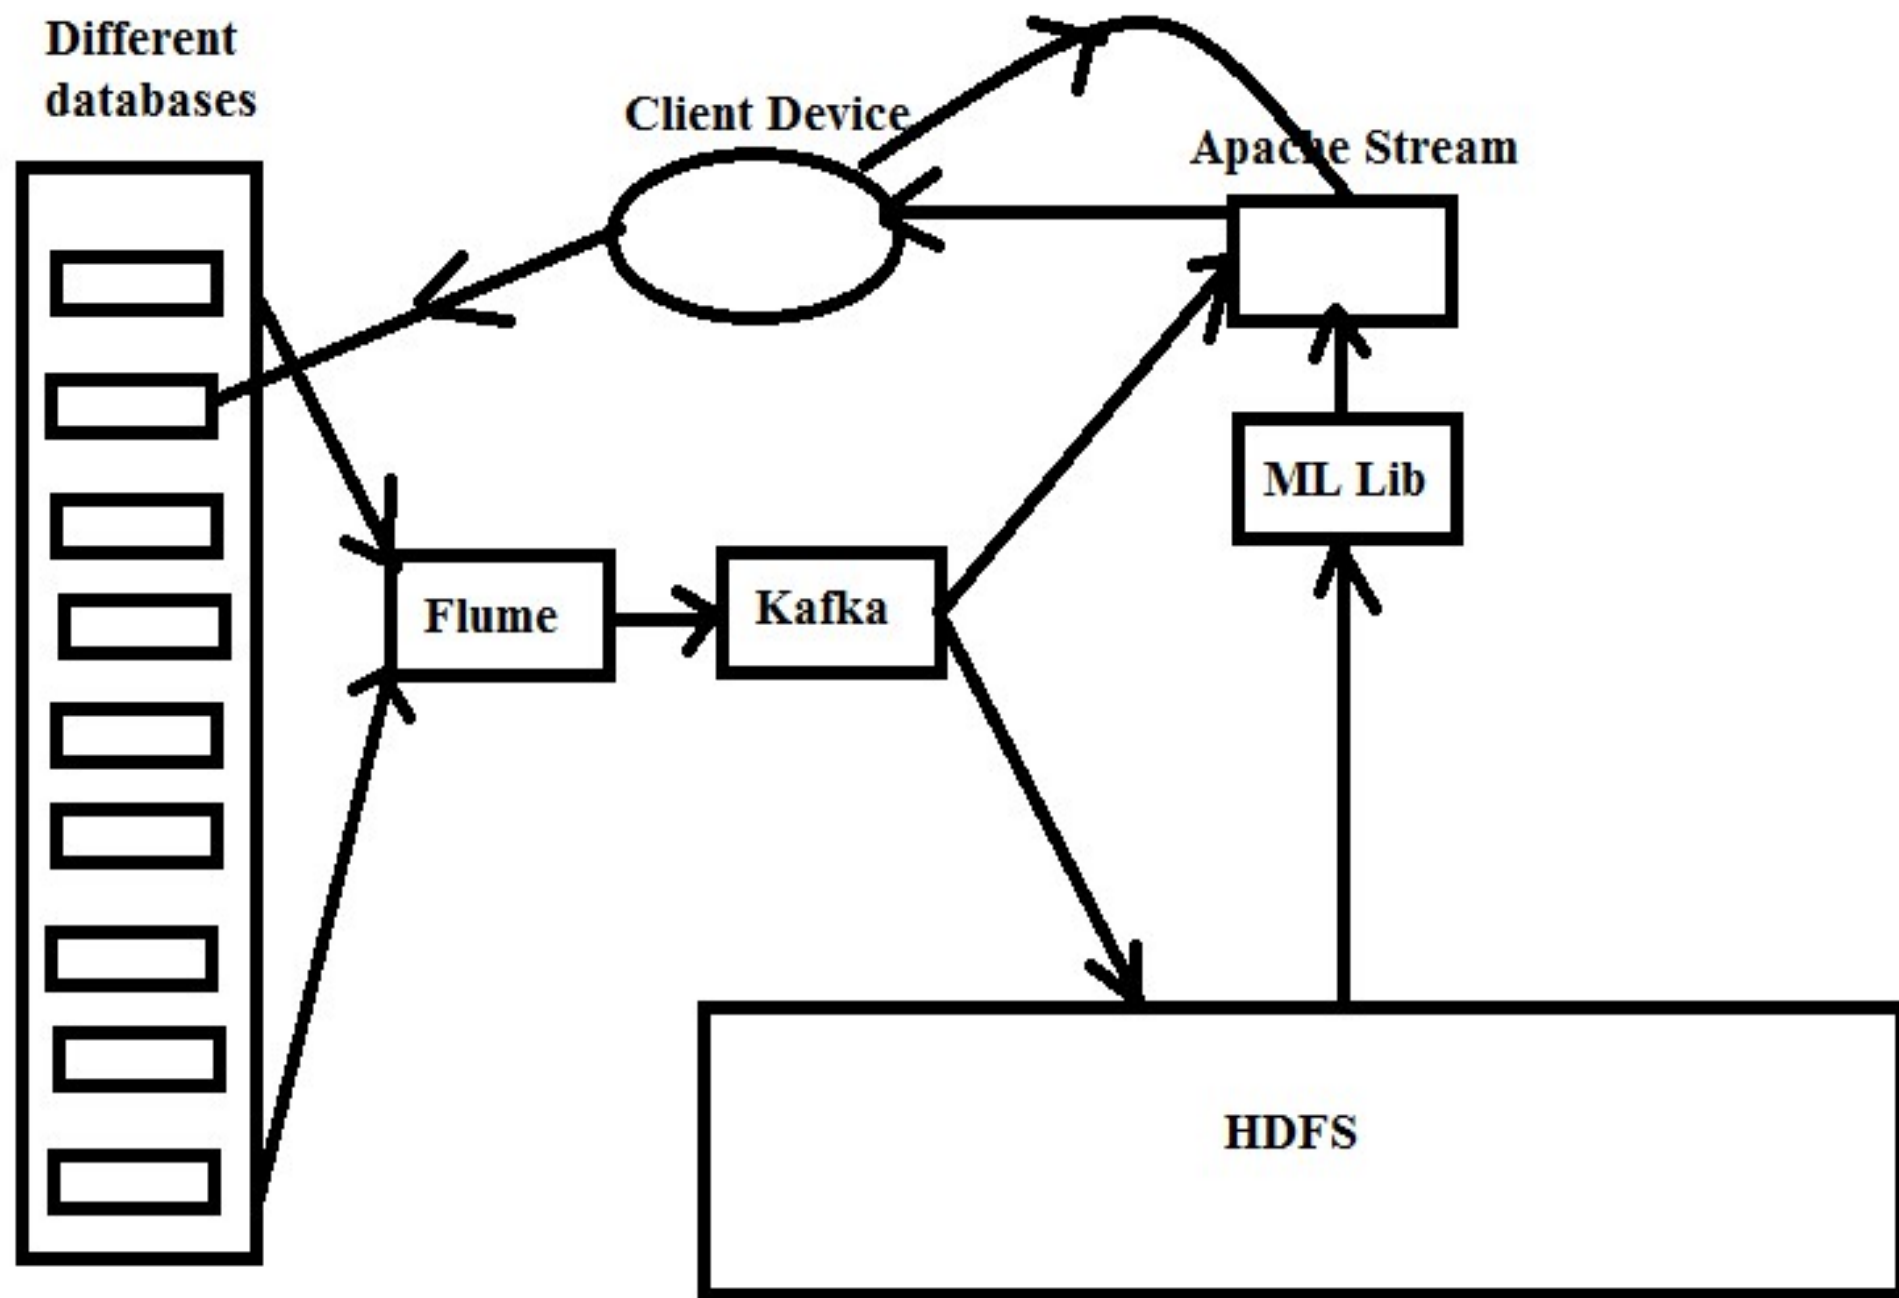 Different
databases
Client Device
Apache Stream
ML Lib
Flume
Kafka
HDFS